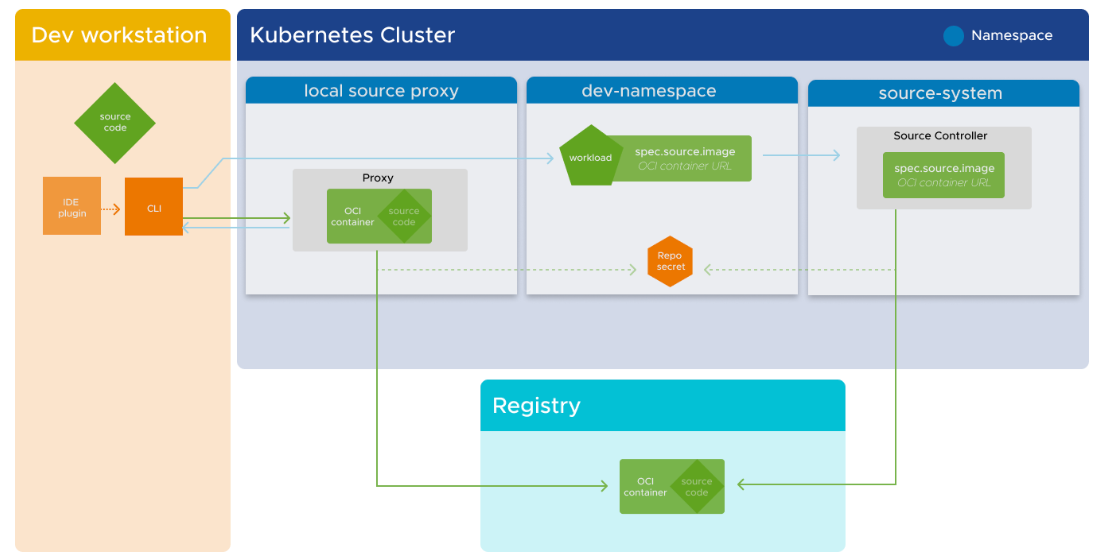 Dev workstation
source
code
IDE
plugin
CLI
Kubernetes Cluster
Namespace
local source proxy
Proxy
OCI
container
source
code
dev-namespace
workload
spec.source.image
OCI container URL
Repo
secret
source-system
Source Controller
spec.source.image
OCI container URL
Registry
OCI
container
source
code